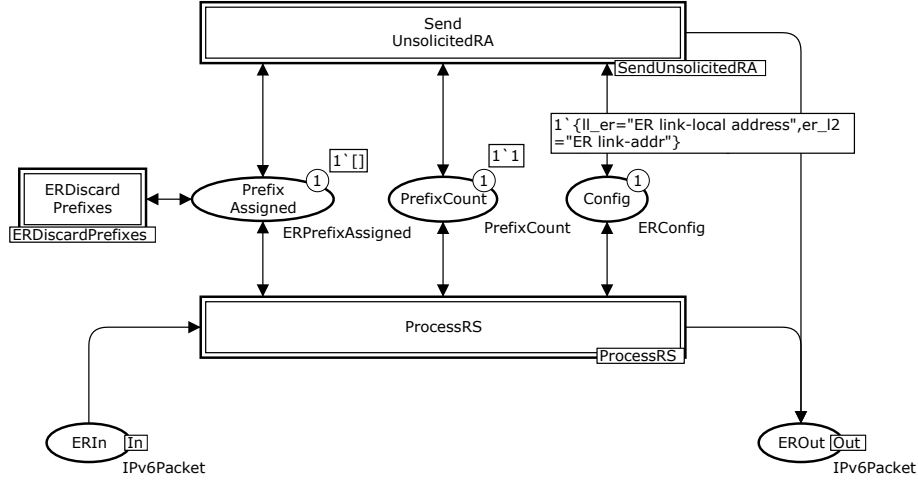 Send
UnsolicitedRA
SendUnsolicitedRA
1`{ll_er="ER link-local address",er_l2
="ER link-addr"}
1`[]
1`1
ERDiscard
Prefixes
ERDiscardPrefixes
1
Prefix
Assigned
ERPrefixAssigned
1
PrefixCount
PrefixCount
1
Config
ERConfig
ProcessRS
ProcessRS
ERIn
In
IPv6Packet
EROut
Out
IPv6Packet